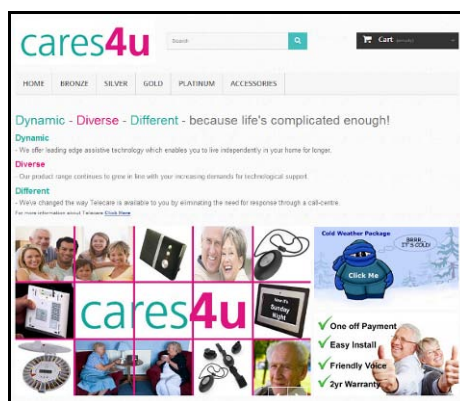 cares4u
Search
Cart
HOME BRONZE SILVER GOLD PLATINUM ACCESSORIES
Dynamic - Diverse - Different - because life's complicated enough!
Dynamic
- We offer leading edge assistive technology which enables you to live independently in your home for longer.
Diverse
- Our product range continues to grow in line with your increasing demands for technological support.
Different
- We've changed the way Telecare is available to you by eliminating the need for response through a call-centre.
For more information about Telecare Click Here
Cold Weather Package
BRRR...
IT'S COLD!
Click Me
cares4u
Sunday
Night
One off Payment
Easy Install
Friendly Voice
2yr Warranty